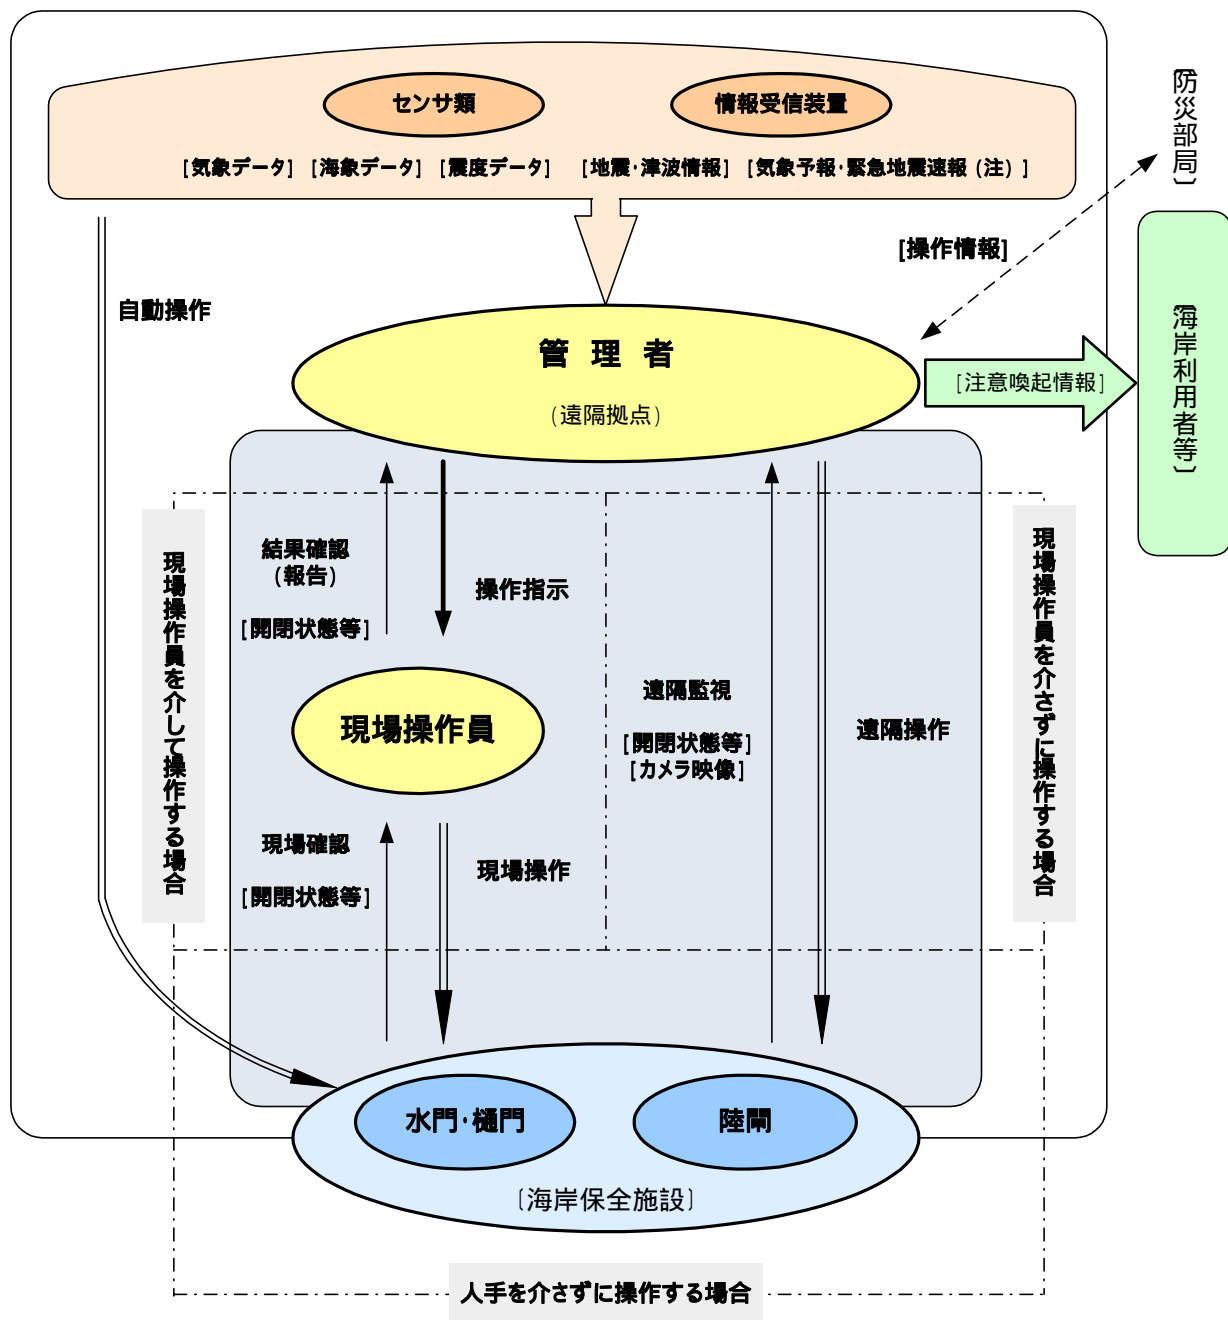 センサ類
情報受信装置
[気象データ] [海象データ] [震度データ]
[地震・津波情報] [気象予報・緊急地震速報（注）]
〔防災部局〕
[操作情報]
自動操作
管理者
（遠隔拠点）
[注意喚起情報]
〔海岸利用者等〕
現場操作員を介して操作する場合
結果確認
（報告）
[開閉状態等]
操作指示
現場操作員
現場確認
[開閉状態等]
現場操作
遠隔監視
[開閉状態等]
[カメラ映像]
遠隔操作
現場操作員を介さずに操作する場合
水門・樋門
陸閘
〔海岸保全施設〕
人手を介さずに操作する場合